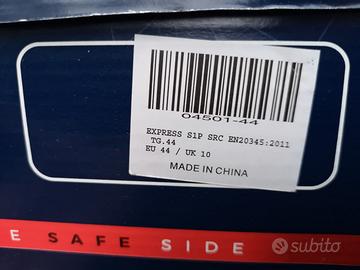 04501-44
EXPRESS S1P SRC EN20345:2011
TG.44
EU 44 / UK 10
MADE IN CHINA
E SAFE SIDE
subito